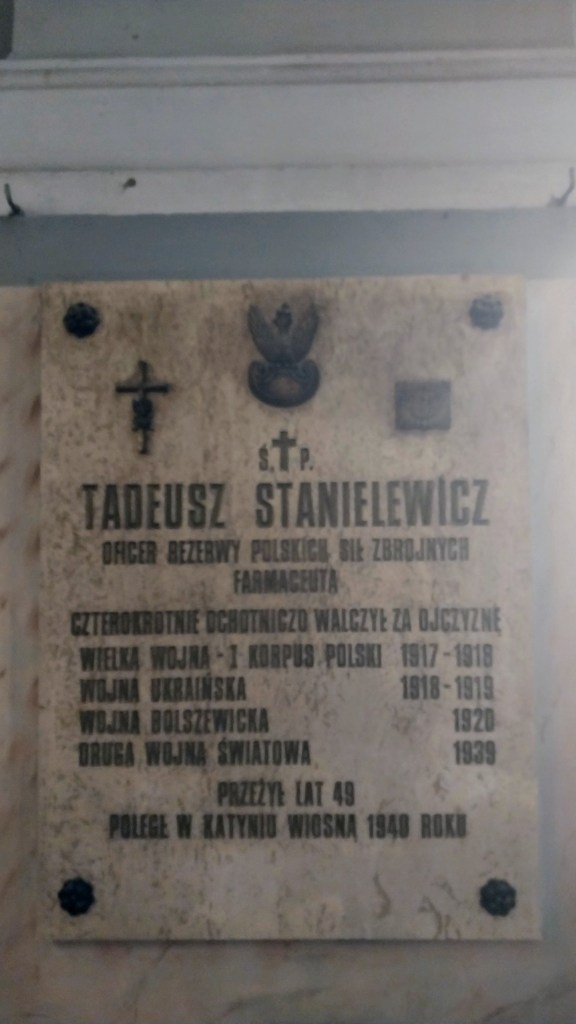 Ś. P.
TADEUSZ STANIELEWICZ
OFICER REZERWY POLSKICH SIŁ ZBROJNYCH
FARMACEUTA
CZTEROKROTNIE OCHOTNICZO WALCZYŁ ZA OJCZYZNĘ
WIELKA WOJNA - I KORPUS POLSKI 1917-1918
WOJNA UKRAIŃSKA 1918-1919
WOJNA BOLSZEWICKA 1920
DRUGA WOJNA ŚWIATOWA 1939
PRZEŻYŁ LAT 49
POLEGŁ W KATYNIU WIOSNĄ 1940 ROKU